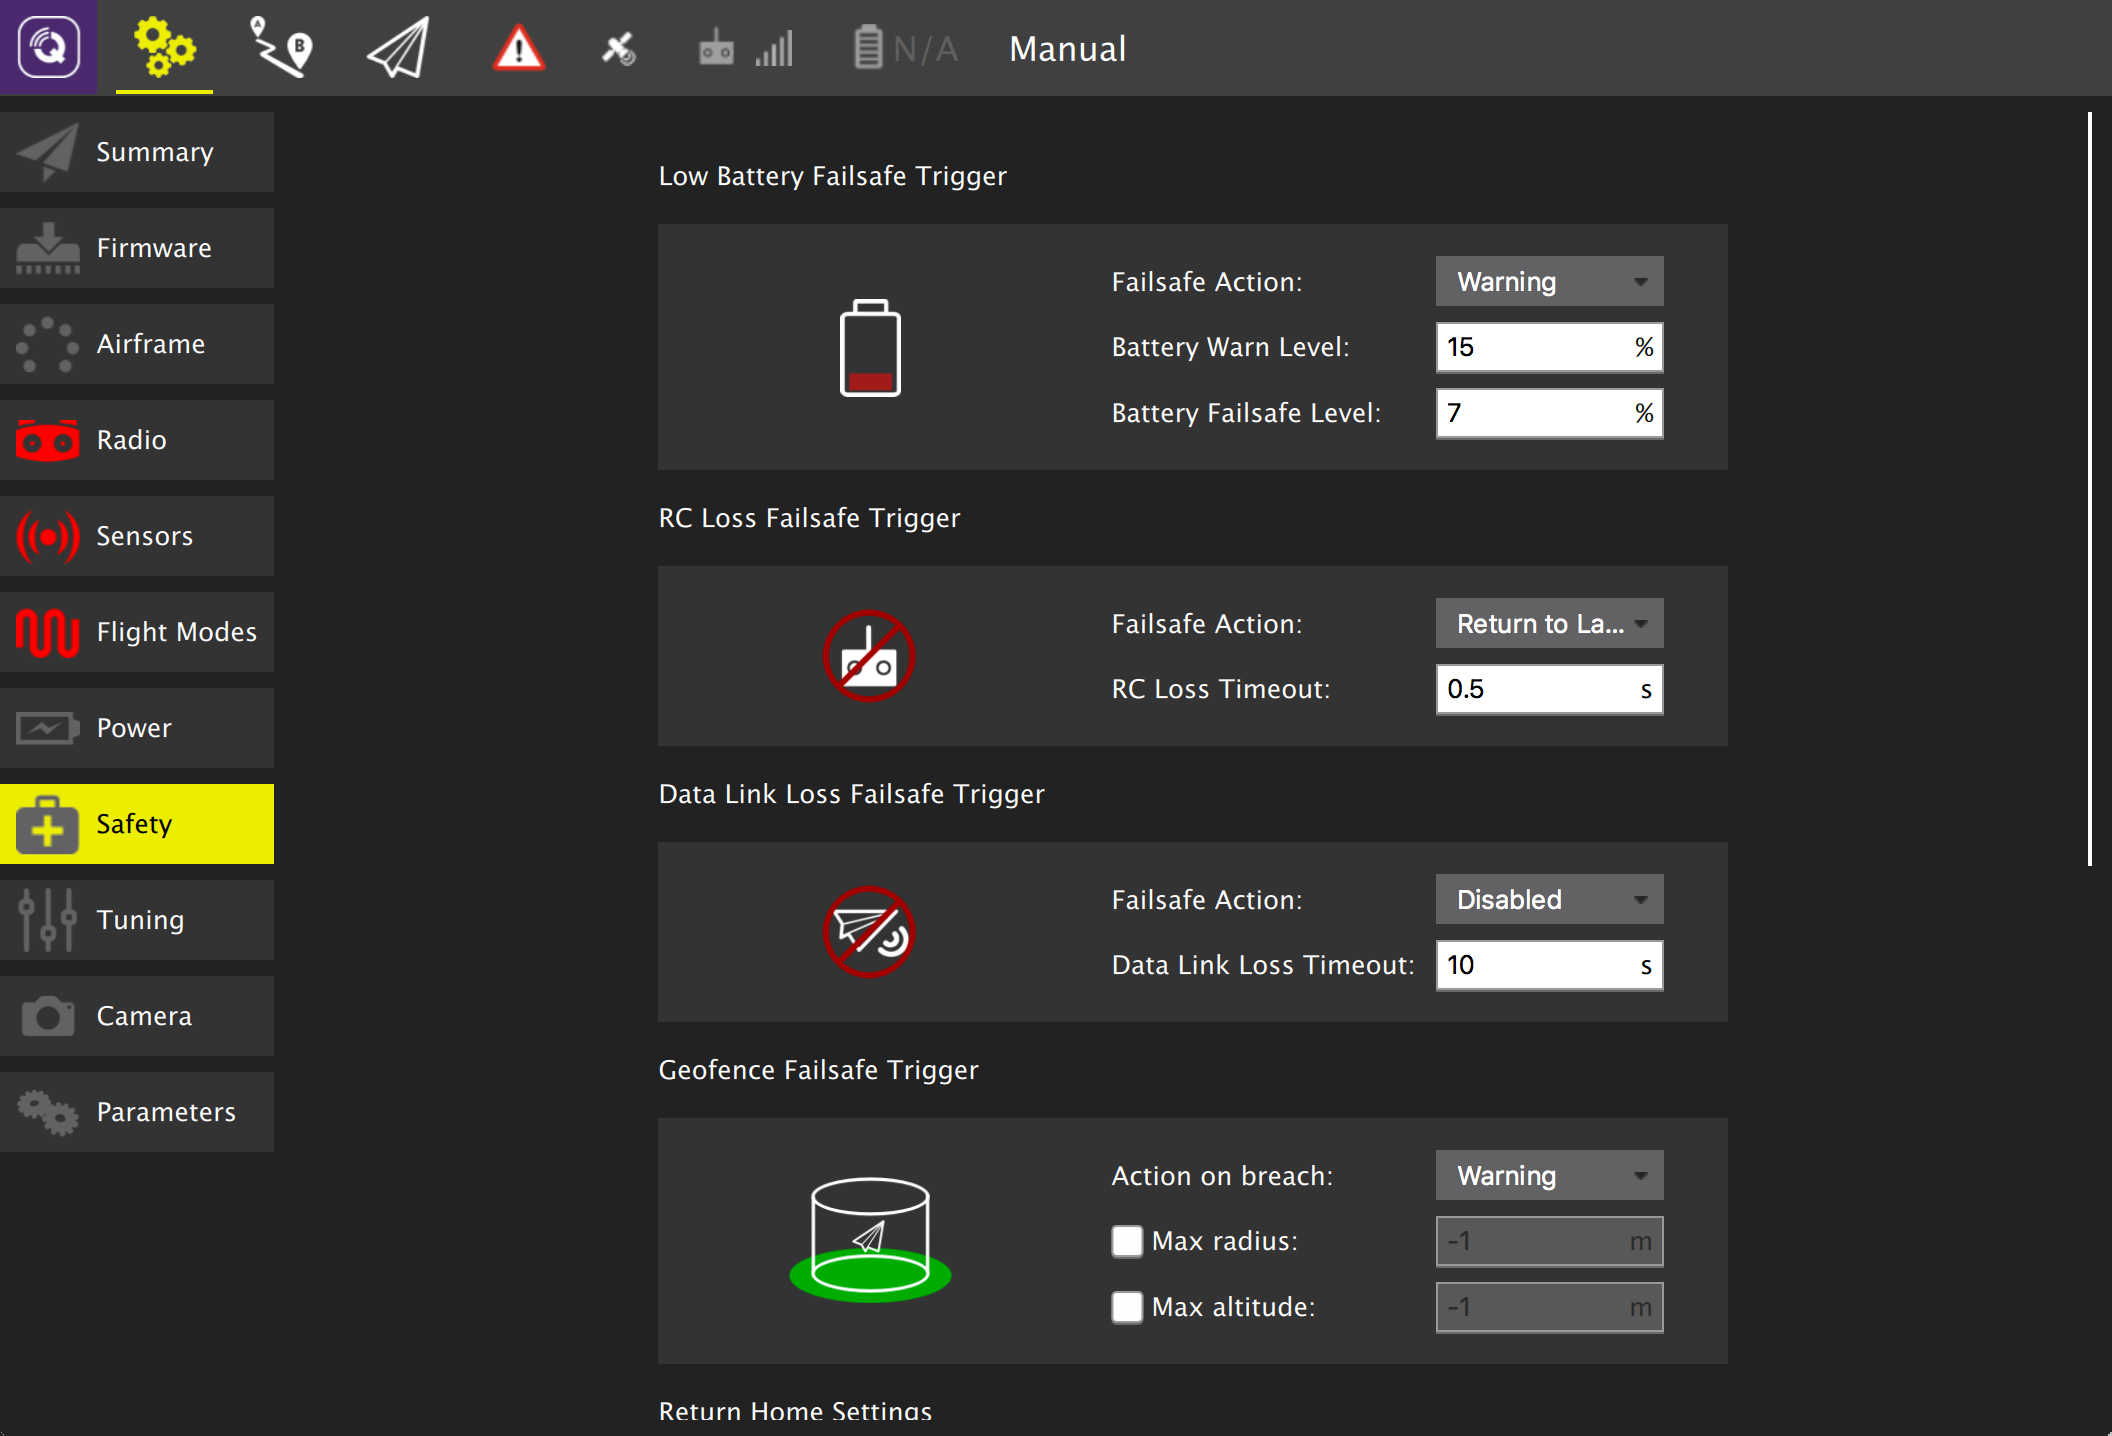 N/A Manual
Summary
Firmware
Airframe
Radio
Sensors
Flight Modes
Power
Safety
Tuning
Camera
Parameters
Low Battery Failsafe Trigger
Failsafe Action: Warning
Battery Warn Level: 15 %
Battery Failsafe Level: 7 %
RC Loss Failsafe Trigger
Failsafe Action: Return to La...
RC Loss Timeout: 0.5 s
Data Link Loss Failsafe Trigger
Failsafe Action: Disabled
Data Link Loss Timeout: 10 s
Geofence Failsafe Trigger
Action on breach: Warning
Max radius: -1 m
Max altitude: -1 m
Return Home Settings